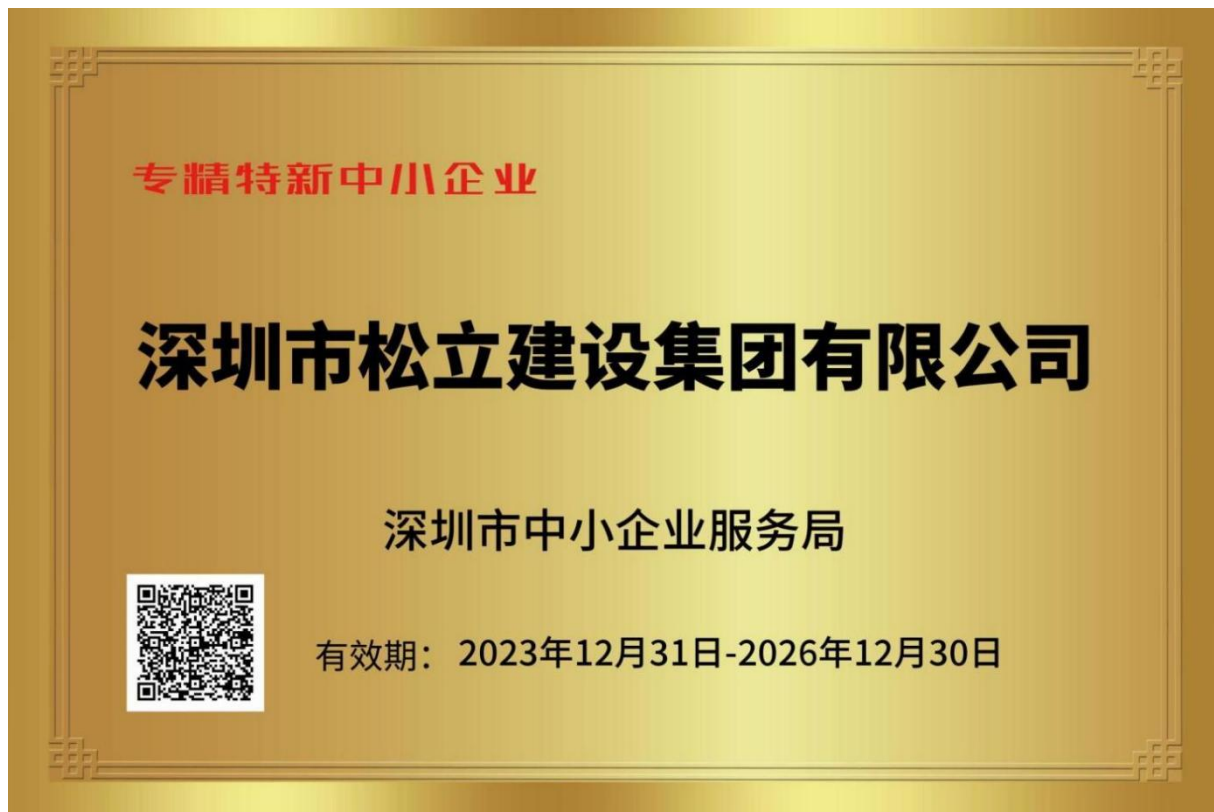 专精特新中小企业
深圳市松立建设集团有限公司
深圳市中小企业服务局
有效期： 2023年12月31日-2026年12月30日